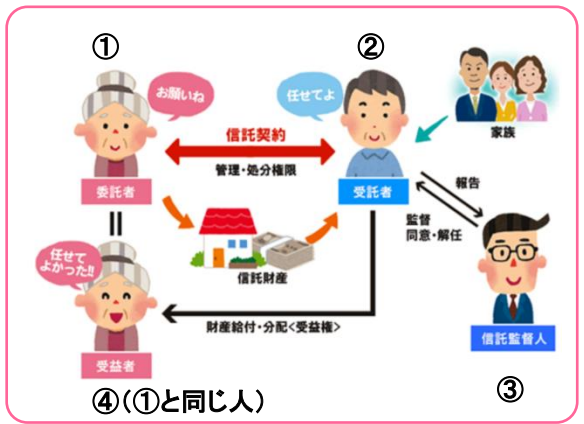 ①
②
お願いね
任せてよ
信託契約
管理・処分権限
家族
委託者
受託者
報告
監督
同意・解任
信託財産
任せて
よかった!!
財産給付・分配<受益権>
信託監督人
受益者
③
④(①と同じ人)